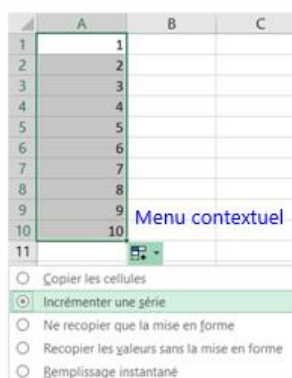 A B C
1 1
2 2
3 3
4 4
5 5
6 6
7 7
8 8
9 9
10 10
Menu contextuel
11
Copier les cellules
Incrémenter une série
Ne recopier que la mise en forme
Recopier les valeurs sans la mise en forme
Remplissage instantané